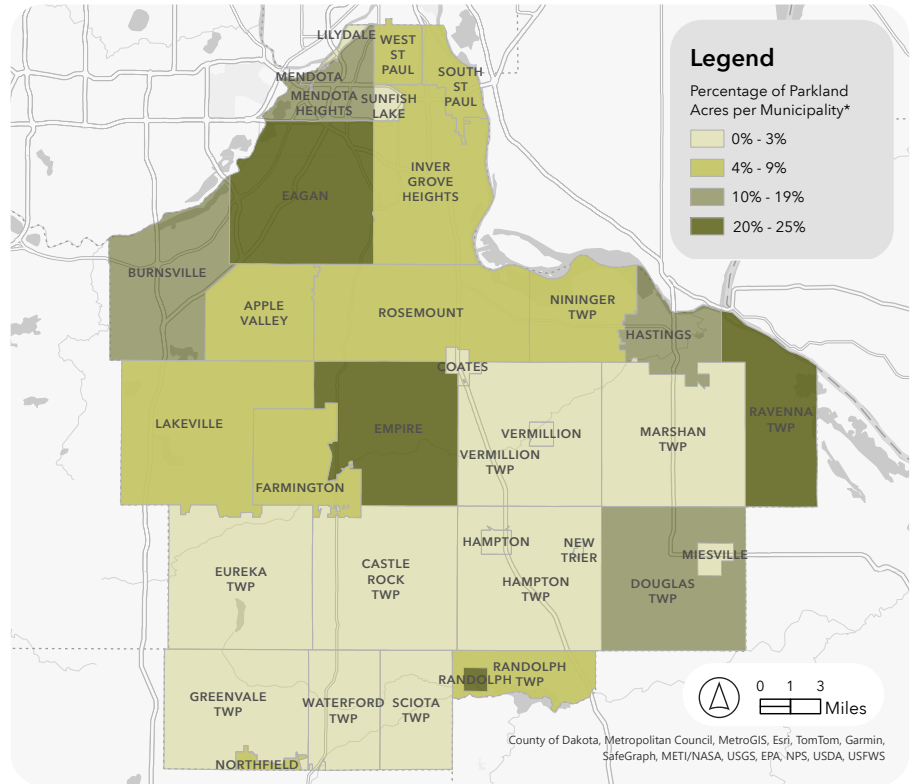 LILYDALE
WEST
ST
PAUL
SOUTH
ST
PAUL
MENDOTA
MENDOTA
HEIGHTS
SUNFISH
LAKE
EAGAN
INVER
GROVE
HEIGHTS
BURNSVILLE
APPLE
VALLEY
ROSEMOUNT
NININGER
TWP
HASTINGS
COATES
LAKEVILLE
EMPIRE
VERMILLION
VERMILLION
TWP
MARSHAN
TWP
RAVENNA
TWP
FARMINGTON
HAMPTON
NEW
TRIER
MIESVILLE
EUREKA
TWP
CASTLE
ROCK
TWP
HAMPTON
TWP
DOUGLAS
TWP
GREENVALE
TWP
WATERFORD
TWP
SCIOTA
TWP
RANDOLPH
RANDOLPH
TWP
NORTHFIELD
Legend
Percentage of Parkland
Acres per Municipality*
0% - 3%
4% - 9%
10% - 19%
20% - 25%
0 1 3
Miles
County of Dakota, Metropolitan Council, MetroGIS, Esri, TomTom, Garmin,
SafeGraph, METI/NASA, USGS, EPA, NPS, USDA, USFWS